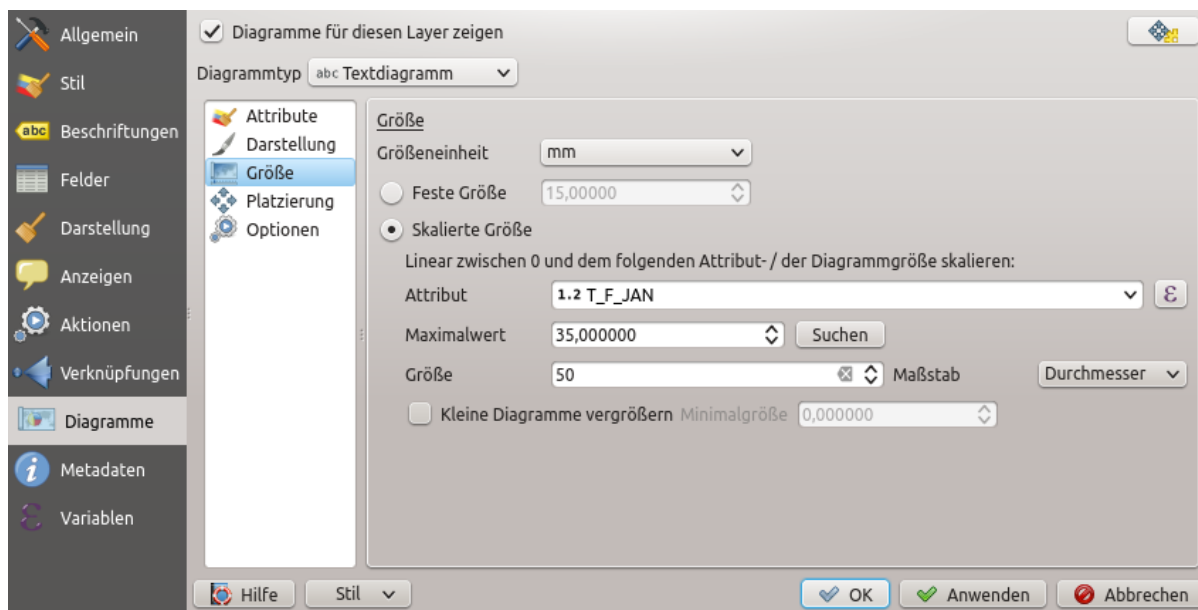 Allgemein
Stil
abc Beschriftungen
Felder
Darstellung
Anzeigen
Aktionen
Verknüpfungen
Diagramme
Metadaten
Variablen
Diagramme für diesen Layer zeigen
Diagrammtyp abc Textdiagramm
Attribute
Darstellung
Größe
Platzierung
Optionen
Größe
Größeneinheit mm
Feste Größe 15,00000
Skalierte Größe
Linear zwischen 0 und dem folgenden Attribut- / der Diagrammgröße skalieren:
Attribut 1.2 T_F_JAN ε
Maximalwert 35,000000 Suchen
Größe 50 Maßstab Durchmesser
Kleine Diagramme vergrößern Minimalgröße 0,000000
Hilfe Stil OK Anwenden Abbrechen